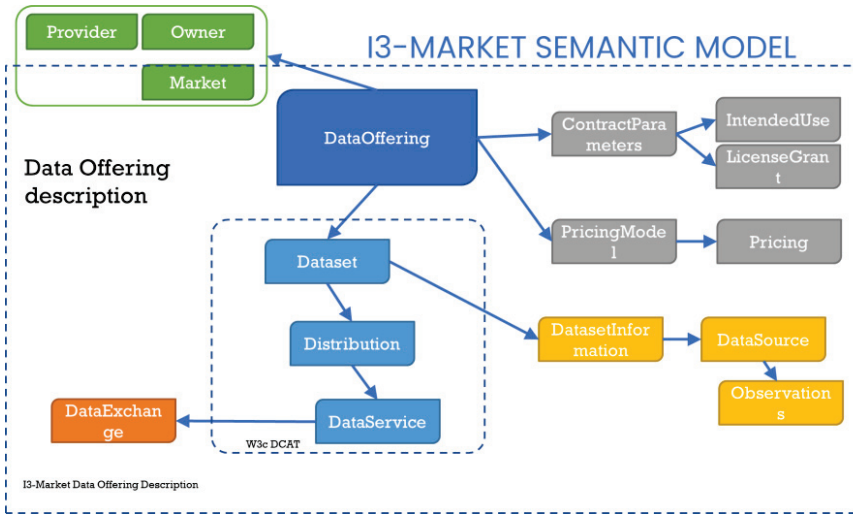 Provider
Owner
I3-MARKET SEMANTIC MODEL
Market
DataOffering
ContractPara
meters
IntendedUse
LicenseGran
t
Data Offering
description
PricingMode
l
Pricing
Dataset
Distribution
DatasetInfor
mation
DataSource
Observation
s
DataExchan
ge
DataService
W3c DCAT
I3-Market Data Offering Description